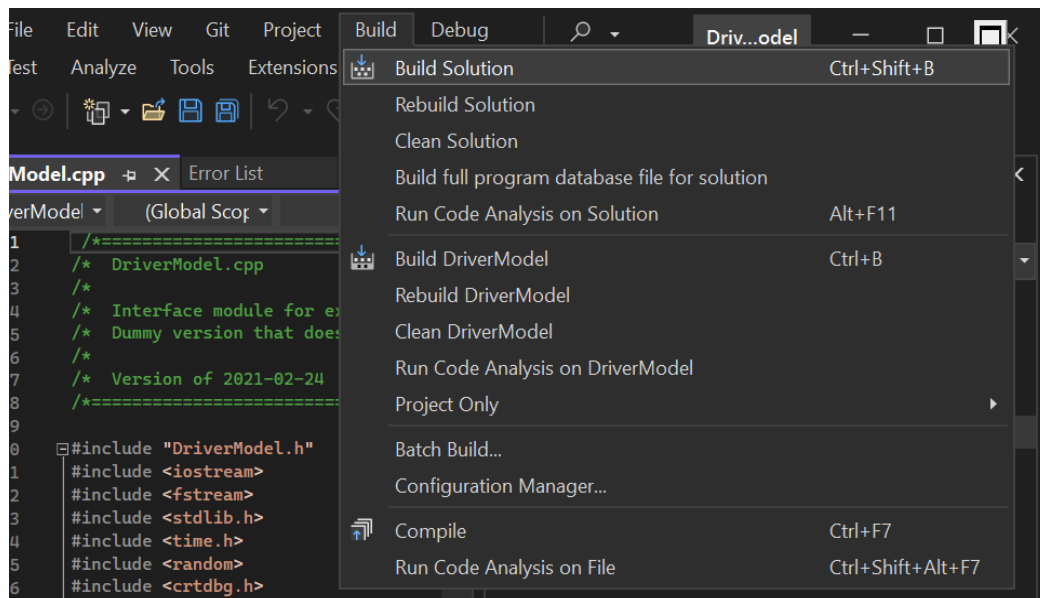 File Edit View Git Project Build Debug Driv...odel
Test Analyze Tools Extensions
Build Solution Ctrl+Shift+B
Rebuild Solution
Clean Solution
Build full program database file for solution
Run Code Analysis on Solution Alt+F11
Build DriverModel Ctrl+B
Rebuild DriverModel
Clean DriverModel
Run Code Analysis on DriverModel
Project Only
Batch Build...
Configuration Manager...
Compile Ctrl+F7
Run Code Analysis on File Ctrl+Shift+Alt+F7
Model.cpp Error List
verModel (Global Scop
1 /*========================
2 /* DriverModel.cpp
3 /*
4 /* Interface module for ex
5 /* Dummy version that does
6 /*
7 /* Version of 2021-02-24
8 /*========================
9
0 #include "DriverModel.h"
1 #include <iostream>
2 #include <fstream>
3 #include <stdlib.h>
4 #include <time.h>
5 #include <random>
6 #include <crtdbg.h>